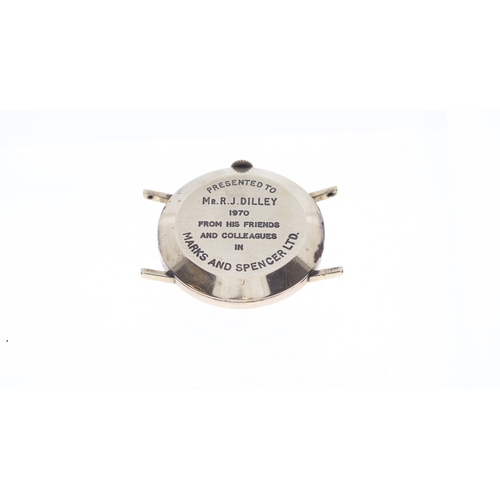 PRESENTED TO
MR. R. J. DILLEY
1970
FROM HIS FRIENDS
AND COLLEAGUES
IN
MARKS AND SPENCER LTD.